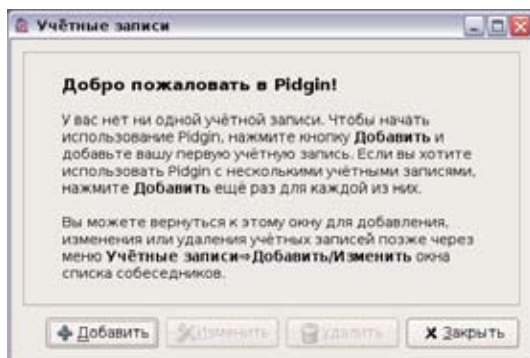 Учётные записи
Добро пожаловать в Pidgin!
У вас нет ни одной учётной записи. Чтобы начать
использование Pidgin, нажмите кнопку Добавить и
добавьте вашу первую учётную запись. Если вы хотите
использовать Pidgin с несколькими учётными записями,
нажмите Добавить ещё раз для каждой из них.
Вы можете вернуться к этому окну для добавления,
изменения или удаления учётных записей позже через
меню Учётные записи⇨Добавить/Изменить окна
списка собеседников.
Добавить Изменить Удалить Закрыть